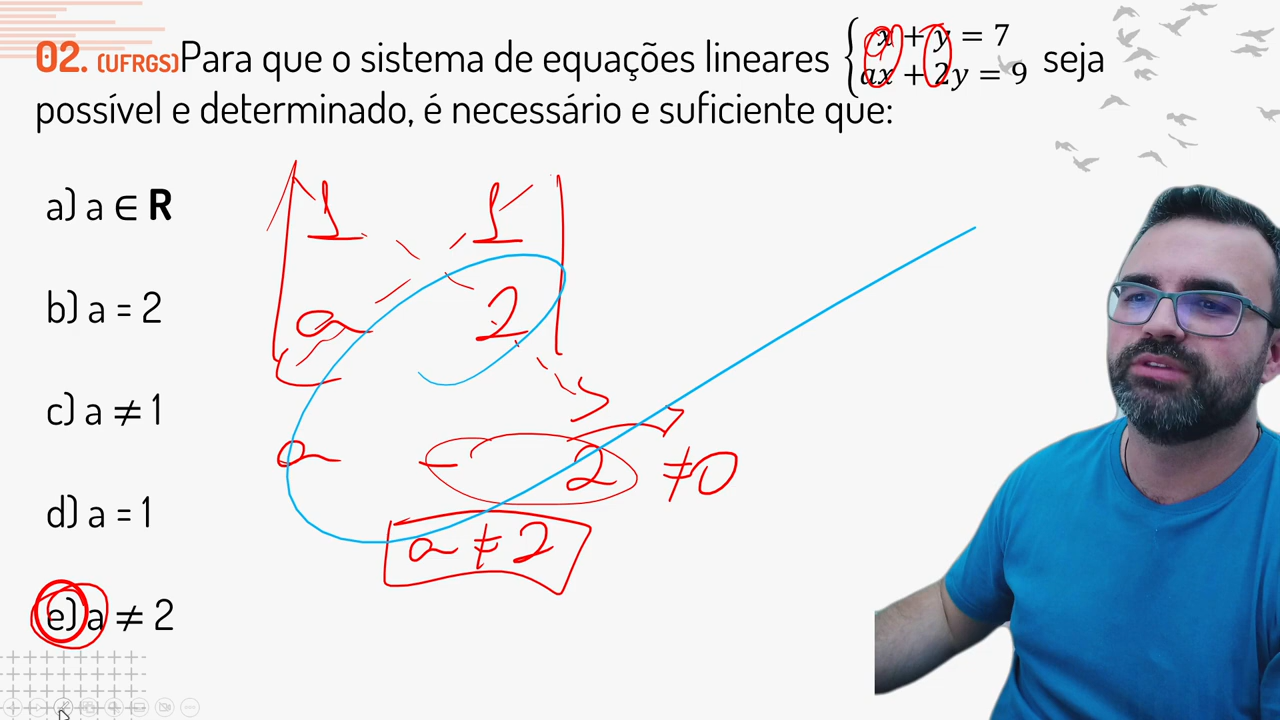 02. (UFRGS)Para que o sistema de equações lineares { x + y = 7
ax + 2y = 9 seja
possível e determinado, é necessário e suficiente que:
a) a ∈ R
b) a = 2
c) a ≠ 1
d) a = 1
e) a ≠ 2
1 1
a 2
a - 2 ≠ 0
a ≠ 2